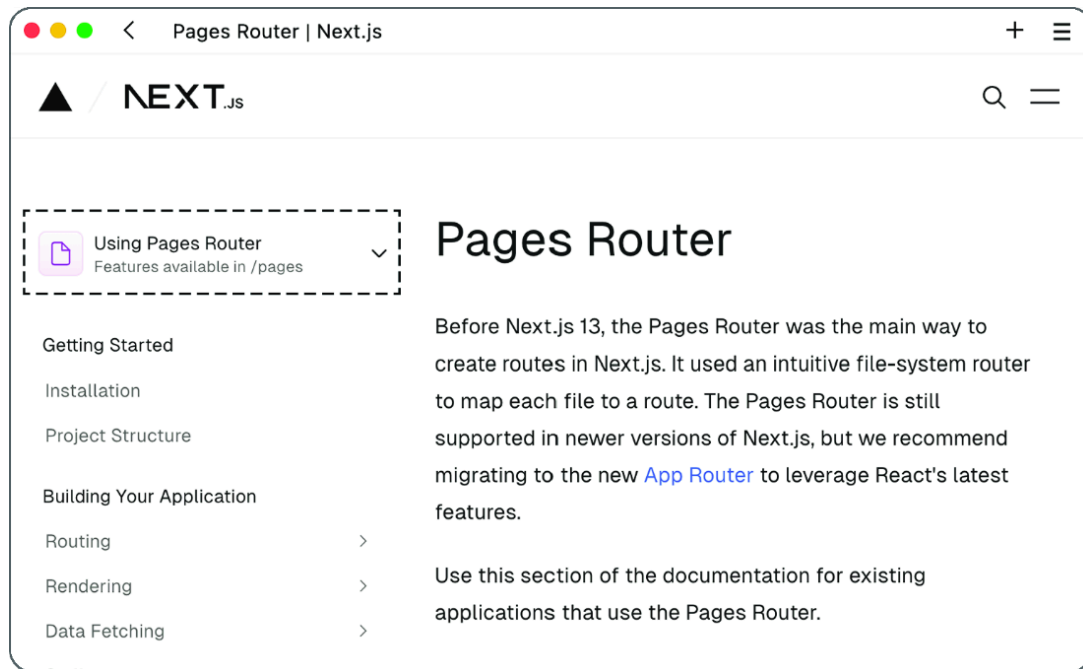 Pages Router | Next.js
NEXT.JS
Using Pages Router
Features available in /pages
Getting Started
Installation
Project Structure
Building Your Application
Routing
Rendering
Data Fetching
Pages Router
Before Next.js 13, the Pages Router was the main way to
create routes in Next.js. It used an intuitive file-system router
to map each file to a route. The Pages Router is still
supported in newer versions of Next.js, but we recommend
migrating to the new App Router to leverage React's latest
features.
Use this section of the documentation for existing
applications that use the Pages Router.